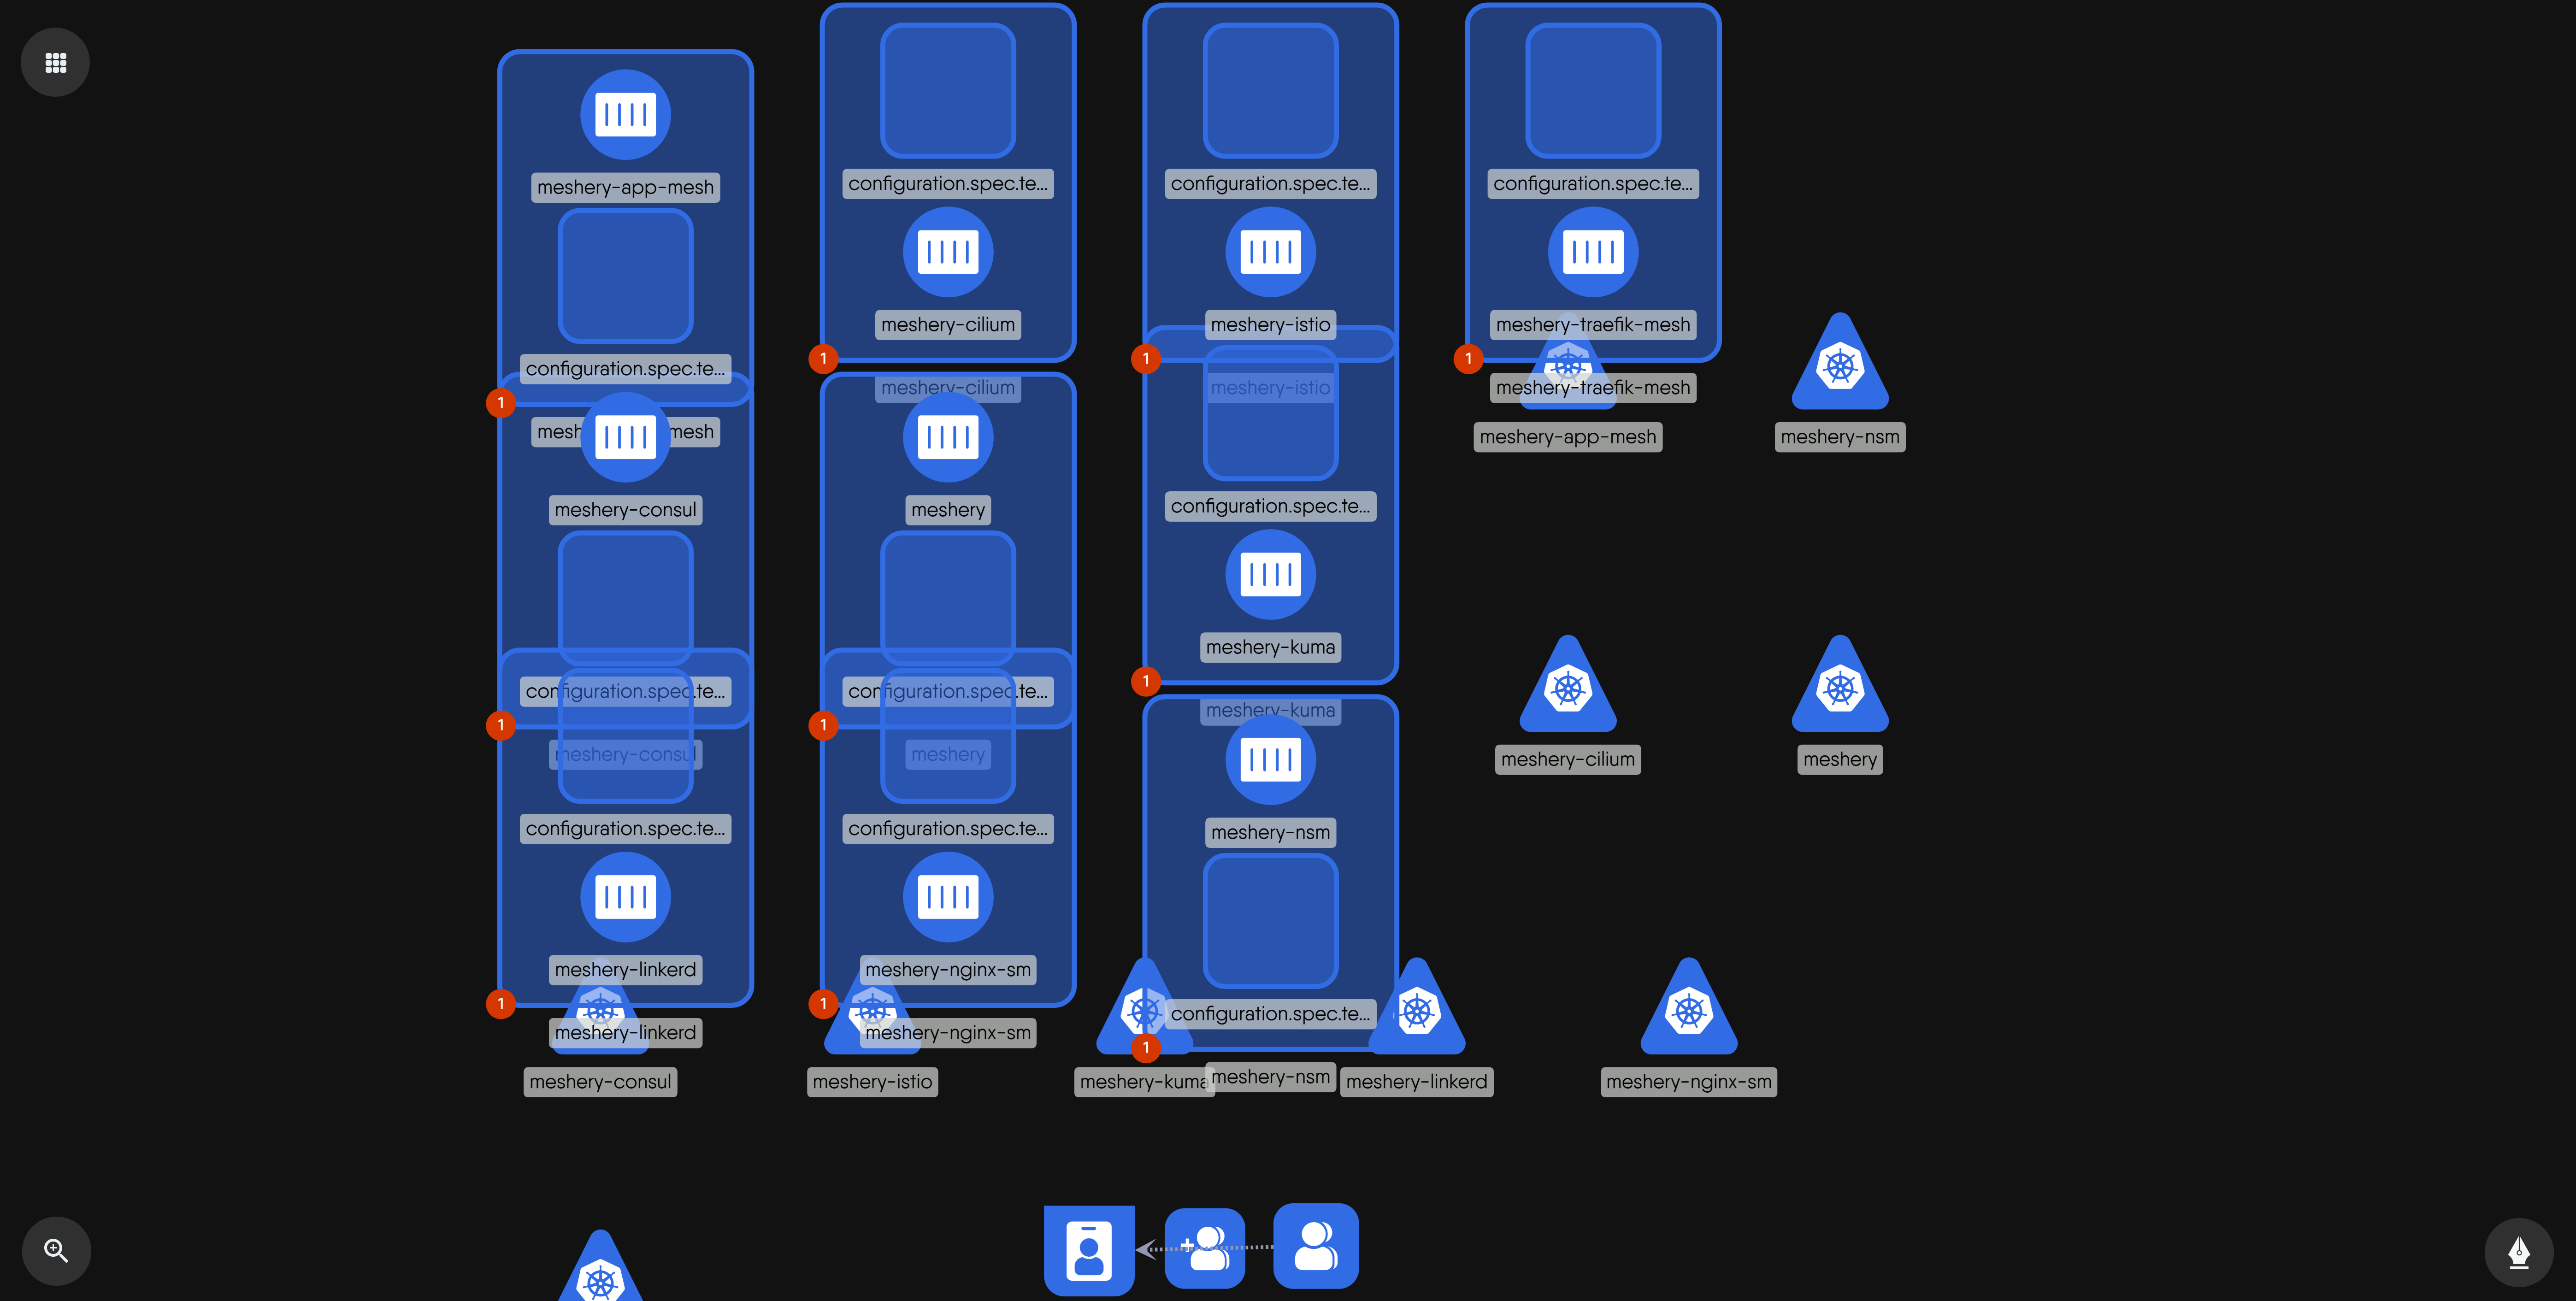 meshery-app-mesh
configuration.spec.te...
1
mesh mesh
meshery-consul
configuration.spec.te...
1
meshery-consul
configuration.spec.te...
meshery-linkerd
1
meshery-linkerd
meshery-consul
configuration.spec.te...
meshery-cilium
1
meshery-cilium
meshery
configuration.spec.te...
1
meshery
configuration.spec.te...
meshery-nginx-sm
1
meshery-nginx-sm
meshery-istio
configuration.spec.te...
meshery-istio
1
meshery-istio
configuration.spec.te...
meshery-kuma
1
meshery-kuma
meshery-nsm
configuration.spec.te...
1
meshery-kuma
meshery-nsm
meshery-linkerd
configuration.spec.te...
meshery-traefik-mesh
1
meshery-traefik-mesh
meshery-app-mesh
meshery-nsm
meshery-cilium
meshery
meshery-nginx-sm